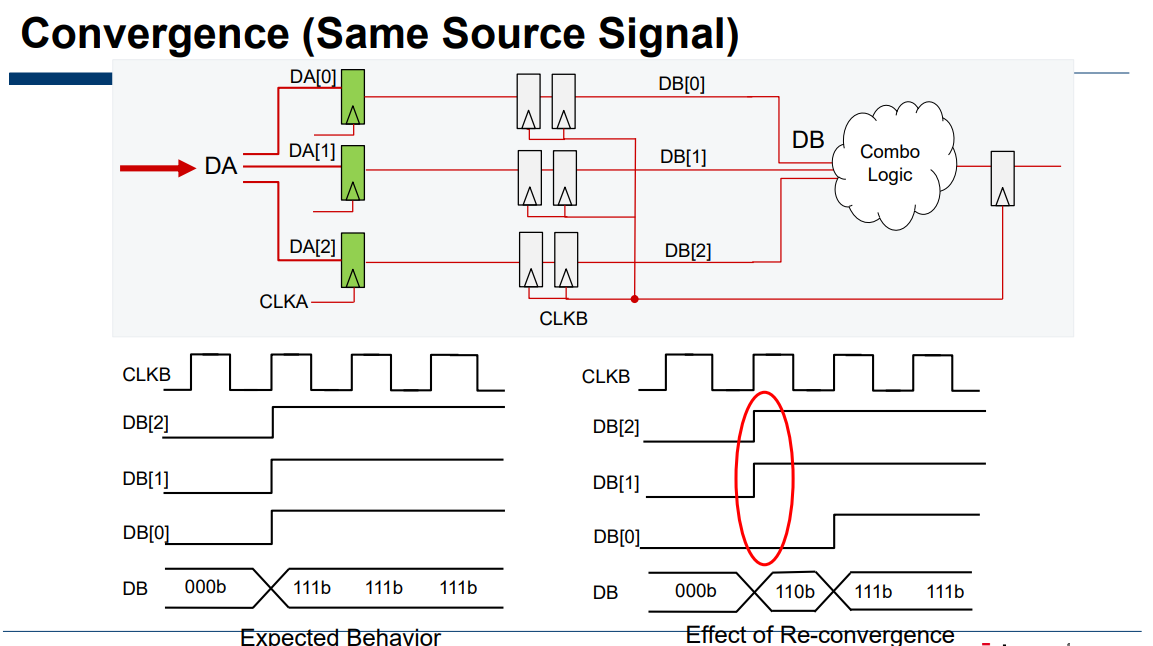 Convergence (Same Source Signal)
DA[0]
DB[0]
DA
DA[1]
DB[1]
DB
Combo
Logic
DA[2]
DB[2]
CLKA
CLKB
CLKB
DB[2]
DB[1]
DB[0]
DB
000b
111b
111b
111b
Expected Behavior
CLKB
DB[2]
DB[1]
DB[0]
DB
000b
110b
111b
111b
Effect of Re-convergence